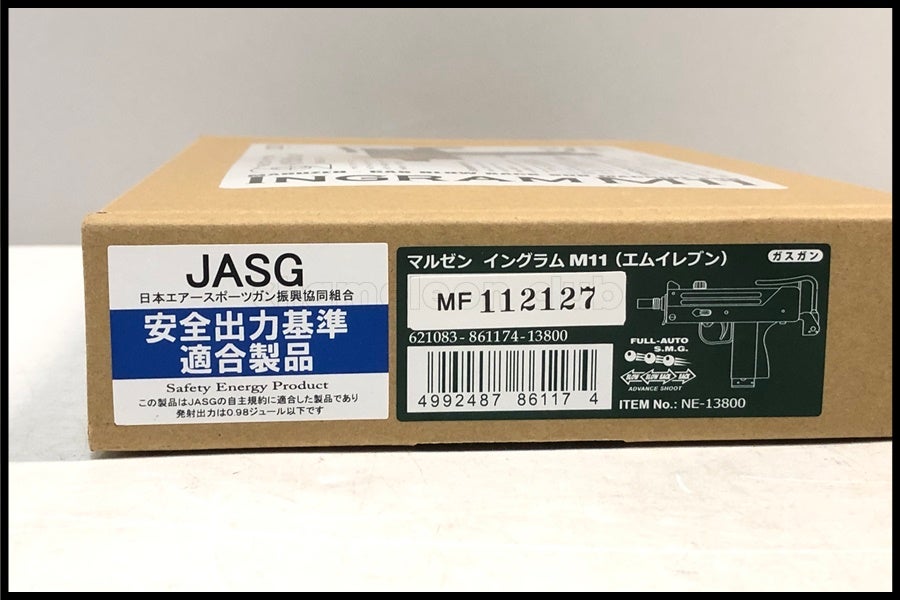 INGRAM M11
JASG
日本エアースポーツガン振興協同組合
安全出力基準
適合製品
Safety Energy Product
この製品はJASGの自主規約に適合した製品であり
発射出力は0.98ジュール以下です
マルゼン イングラム M11（エムイレブン）
ガスガン
MF 112127
621083-861174-13800
FULL-AUTO
S.M.G.
BLOW BACK
ADVANCE SHOOT
4992487 86117 4
ITEM No.: NE-13800